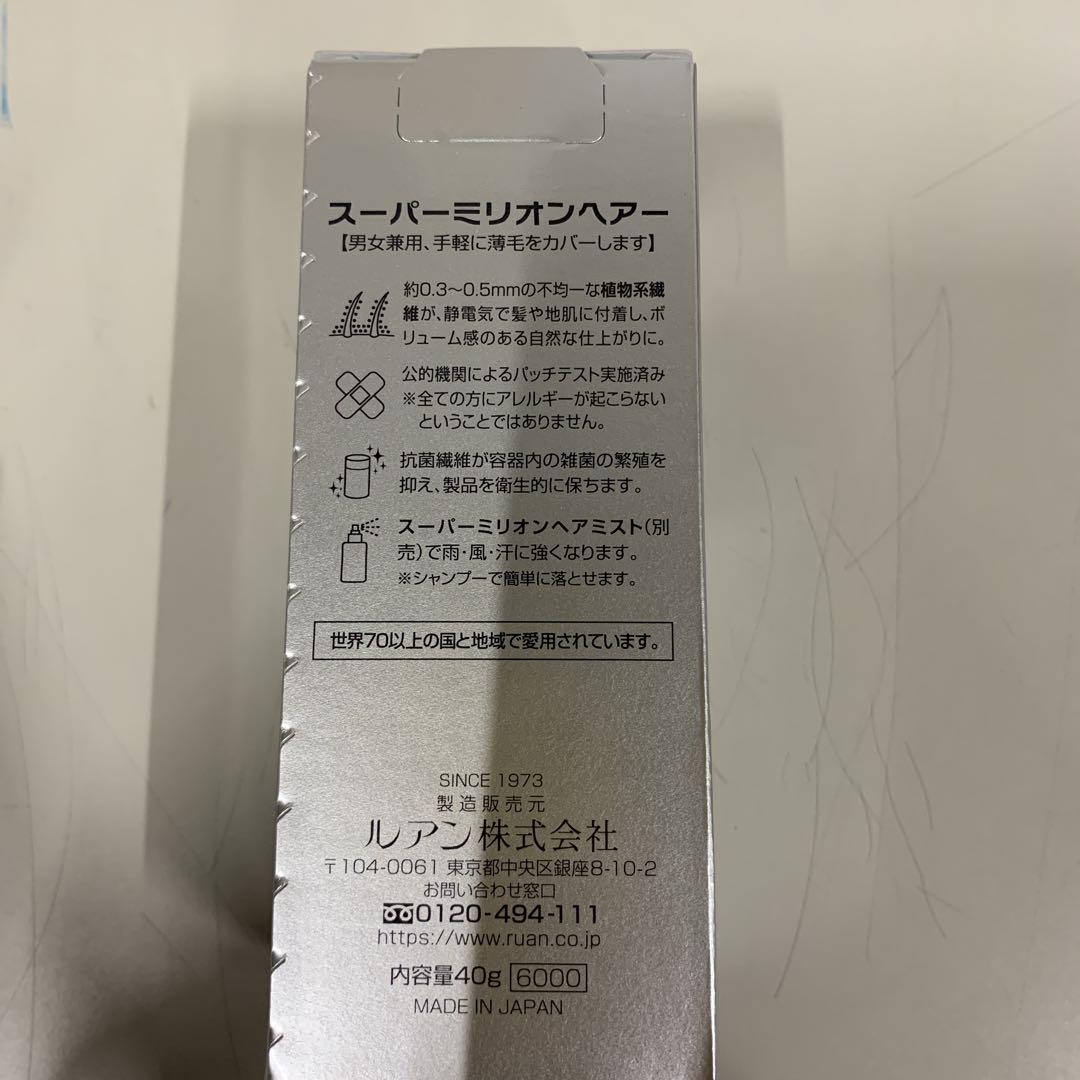 スーパーミリオンヘアー
【男女兼用、手軽に薄毛をカバーします】
約0.3〜0.5mmの不均一な植物系繊
維が、静電気で髪や地肌に付着し、ボ
リューム感のある自然な仕上がりに。
公的機関によるパッチテスト実施済み
※全ての方にアレルギーが起こらない
ということではありません。
抗菌繊維が容器内の雑菌の繁殖を
抑え、製品を衛生的に保ちます。
スーパーミリオンヘアミスト(別
売)で雨・風・汗に強くなります。
※シャンプーで簡単に落とせます。
世界70以上の国と地域で愛用されています。
SINCE 1973
製造販売元
ルアン株式会社
〒104-0061 東京都中央区銀座8-10-2
お問い合わせ窓口
0120-494-111
https://www.ruan.co.jp
内容量40g 6000
MADE IN JAPAN